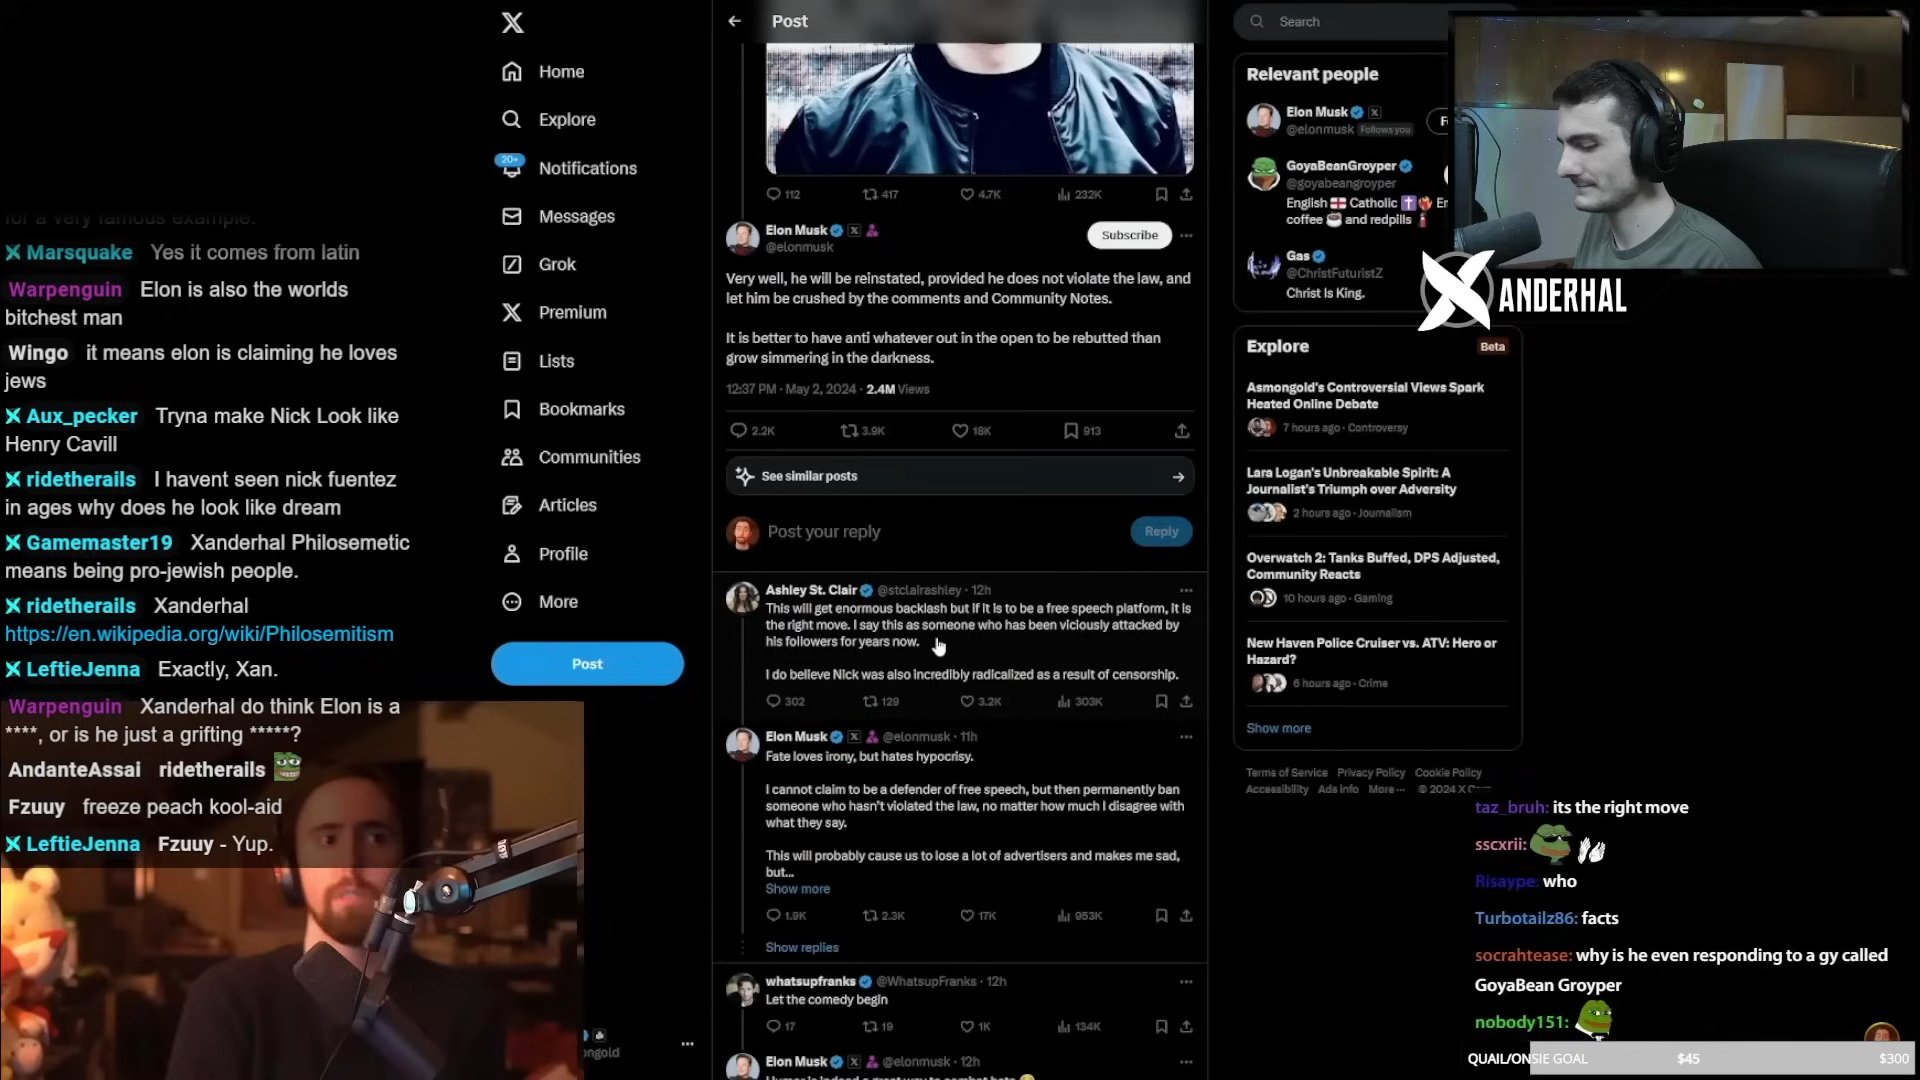 for a very famous example.
Marsquake Yes it comes from latin
Warpenguin Elon is also the worlds
bitchest man
Wingo it means elon is claiming he loves
jews
Aux_pecker Tryna make Nick Look like
Henry Cavill
ridetherails I havent seen nick fuentez
in ages why does he look like dream
Gamemaster19 Xanderhal Philosemetic
means being pro-jewish people.
ridetherails Xanderhal
https://en.wikipedia.org/wiki/Philosemitism
LeftieJenna Exactly, Xan.
Warpenguin Xanderhal do think Elon is a
****, or is he just a grifting *****?
AndanteAssai ridetherails
Fzuuy freeze peach kool-aid
LeftieJenna Fzuuy - Yup.
Home
Explore
20+
Notifications
Messages
Grok
Premium
Lists
Bookmarks
Communities
Articles
Profile
More
Post
ongold
Post
112 417 4.7K 232K
Elon Musk
@elonmusk
Subscribe
Very well, he will be reinstated, provided he does not violate the law, and
let him be crushed by the comments and Community Notes.
It is better to have anti whatever out in the open to be rebutted than
grow simmering in the darkness.
12:37 PM · May 2, 2024 · 2.4M Views
2.2K 3.9K 18K 913
See similar posts
Post your reply
Reply
Ashley St. Clair @stclairashley · 12h
This will get enormous backlash but if it is to be a free speech platform, it is
the right move. I say this as someone who has been viciously attacked by
his followers for years now.
I do believe Nick was also incredibly radicalized as a result of censorship.
302 129 3.2K 303K
Elon Musk @elonmusk · 11h
Fate loves irony, but hates hypocrisy.
I cannot claim to be a defender of free speech, but then permanently ban
someone who hasn't violated the law, no matter how much I disagree with
what they say.
This will probably cause us to lose a lot of advertisers and makes me sad,
but...
Show more
1.9K 2.3K 17K 953K
Show replies
whatsupfranks @WhatsupFranks · 12h
Let the comedy begin
17 19 1K 134K
Elon Musk @elonmusk · 12h
Search
Relevant people
Elon Musk
@elonmusk Follows you
GoyaBeanGroyper
@goyabeangroyper
English Catholic Er
coffee and redpills
Gas
@ChristFuturistZ
Christ Is King.
XANDERHAL
Explore
Beta
Asmongold's Controversial Views Spark
Heated Online Debate
7 hours ago · Controversy
Lara Logan's Unbreakable Spirit: A
Journalist's Triumph over Adversity
2 hours ago · Journalism
Overwatch 2: Tanks Buffed, DPS Adjusted,
Community Reacts
10 hours ago · Gaming
New Haven Police Cruiser vs. ATV: Hero or
Hazard?
6 hours ago · Crime
Show more
Terms of Service Privacy Policy Cookie Policy
Accessibility Ads info More ··· © 2024 X
taz_bruh: its the right move
sscxrii:
Risaype: who
Turbotailz86: facts
socrahtease: why is he even responding to a gy called
GoyaBean Groyper
nobody151:
QUAIL/ONSIE GOAL $45 $300